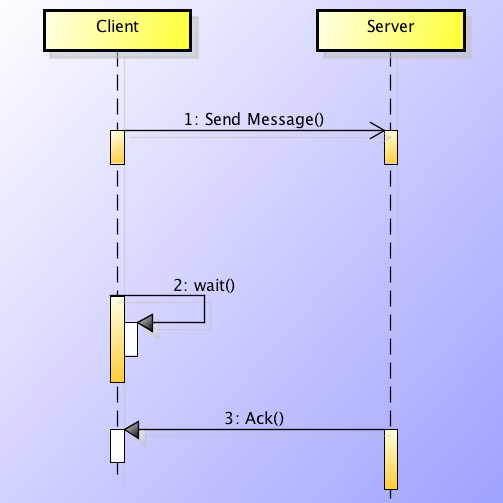 Client
Server
1: Send Message()
2: wait()
3: Ack()